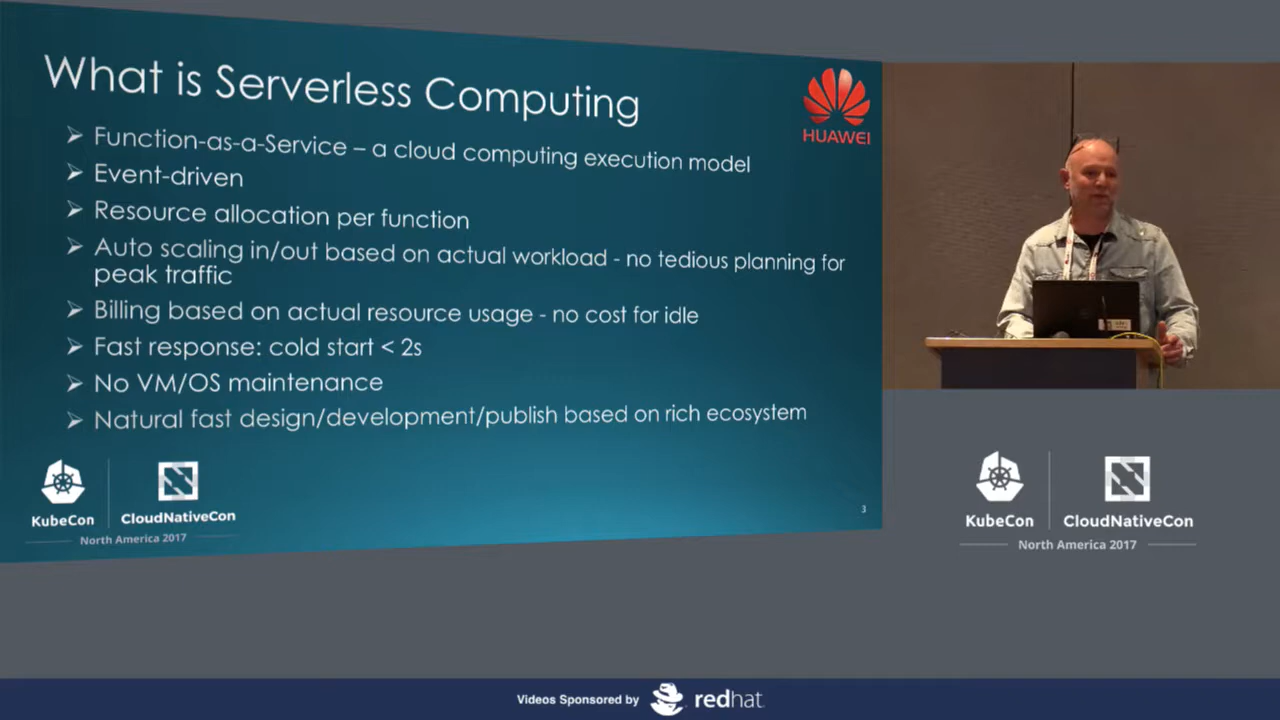 What is Serverless Computing
HUAWEI
Function-as-a-Service – a cloud computing execution model
Event-driven
Resource allocation per function
Auto scaling in/out based on actual workload - no tedious planning for
peak traffic
Billing based on actual resource usage - no cost for idle
Fast response: cold start < 2s
No VM/OS maintenance
Natural fast design/development/publish based on rich ecosystem
KubeCon
CloudNativeCon
North America 2017
3
KubeCon
CloudNativeCon
North America 2017
Videos Sponsored by
redhat.